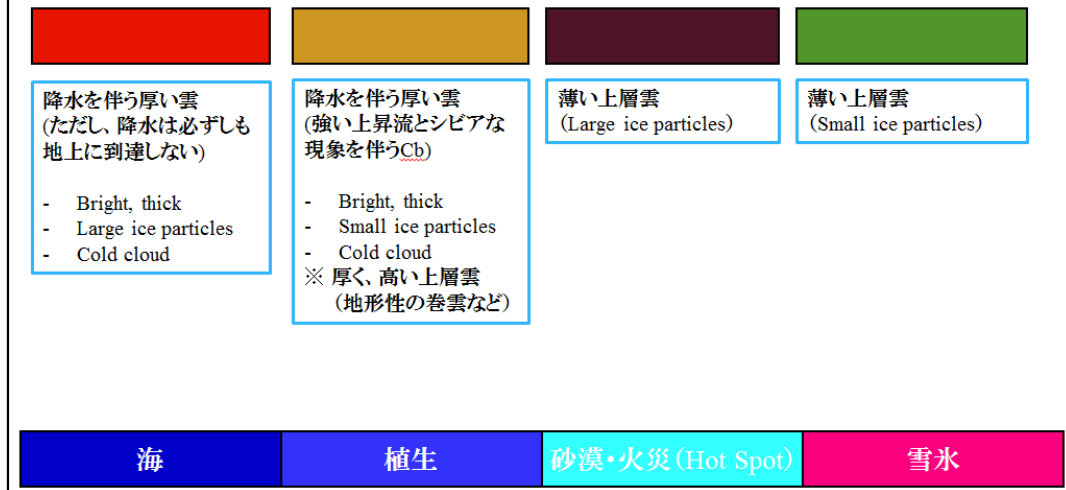 降水を伴う厚い雲
(ただし、降水は必ずしも
地上に到達しない)
- Bright, thick
- Large ice particles
- Cold cloud
降水を伴う厚い雲
(強い上昇流とシビアな
現象を伴うCb)
- Bright, thick
- Small ice particles
- Cold cloud
※ 厚く、高い上層雲
（地形性の巻雲など）
薄い上層雲
（Large ice particles）
薄い上層雲
（Small ice particles）
海
植生
砂漠・火災（Hot Spot）
雪氷